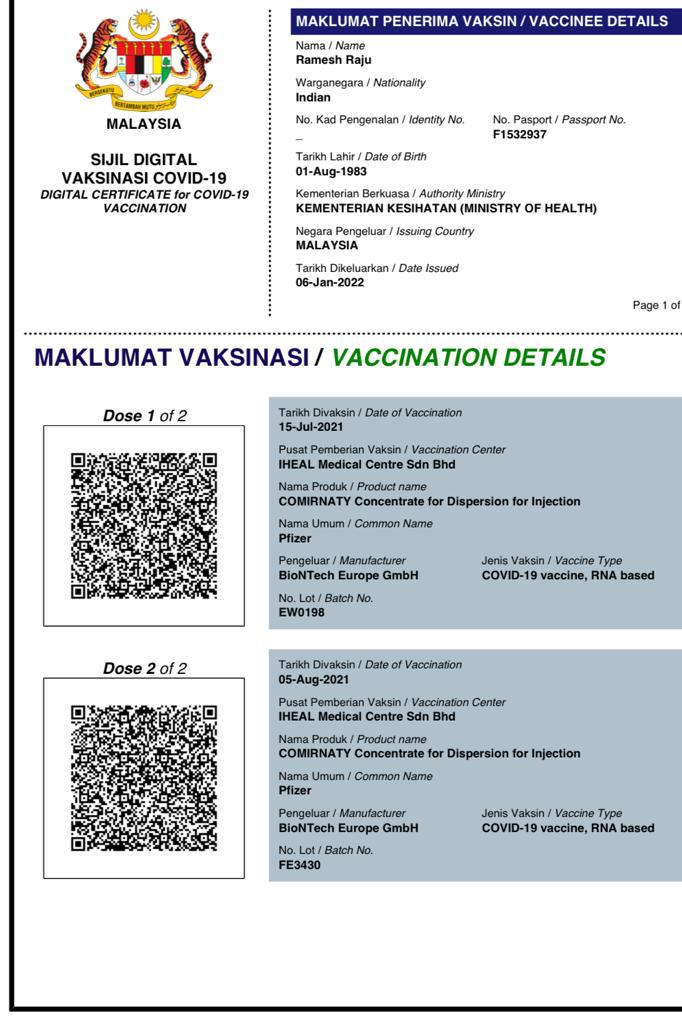 BERSEKUTU BERTAMBAH MUTU
MALAYSIA
SIJIL DIGITAL
VAKSINASI COVID-19
DIGITAL CERTIFICATE for COVID-19
VACCINATION
MAKLUMAT PENERIMA VAKSIN / VACCINEE DETAILS
Nama / Name
Ramesh Raju
Warganegara / Nationality
Indian
No. Kad Pengenalan / Identity No. No. Pasport / Passport No.
_ F1532937
Tarikh Lahir / Date of Birth
01-Aug-1983
Kementerian Berkuasa / Authority Ministry
KEMENTERIAN KESIHATAN (MINISTRY OF HEALTH)
Negara Pengeluar / Issuing Country
MALAYSIA
Tarikh Dikeluarkan / Date Issued
06-Jan-2022
Page 1 of
MAKLUMAT VAKSINASI / VACCINATION DETAILS
Dose 1 of 2
Tarikh Divaksin / Date of Vaccination
15-Jul-2021
Pusat Pemberian Vaksin / Vaccination Center
IHEAL Medical Centre Sdn Bhd
Nama Produk / Product name
COMIRNATY Concentrate for Dispersion for Injection
Nama Umum / Common Name
Pfizer
Pengeluar / Manufacturer Jenis Vaksin / Vaccine Type
BioNTech Europe GmbH COVID-19 vaccine, RNA based
No. Lot / Batch No.
EW0198
Dose 2 of 2
Tarikh Divaksin / Date of Vaccination
05-Aug-2021
Pusat Pemberian Vaksin / Vaccination Center
IHEAL Medical Centre Sdn Bhd
Nama Produk / Product name
COMIRNATY Concentrate for Dispersion for Injection
Nama Umum / Common Name
Pfizer
Pengeluar / Manufacturer Jenis Vaksin / Vaccine Type
BioNTech Europe GmbH COVID-19 vaccine, RNA based
No. Lot / Batch No.
FE3430